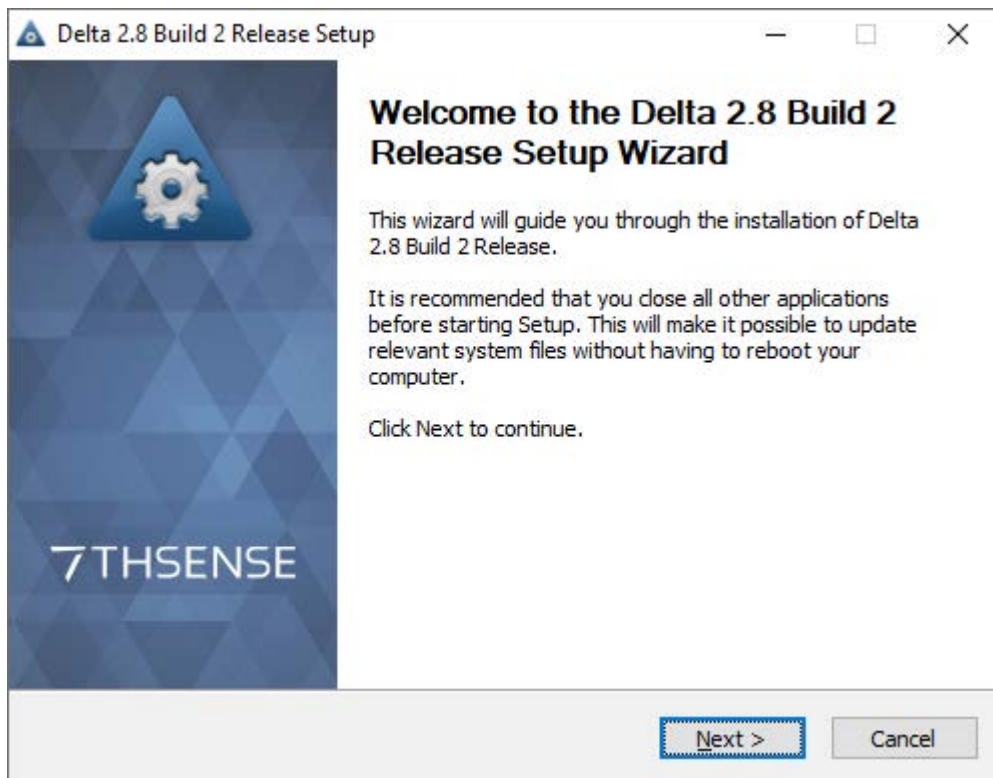 Delta 2.8 Build 2 Release Setup
Welcome to the Delta 2.8 Build 2
Release Setup Wizard
This wizard will guide you through the installation of Delta
2.8 Build 2 Release.
It is recommended that you close all other applications
before starting Setup. This will make it possible to update
relevant system files without having to reboot your
computer.
Click Next to continue.
7THSENSE
Next >
Cancel